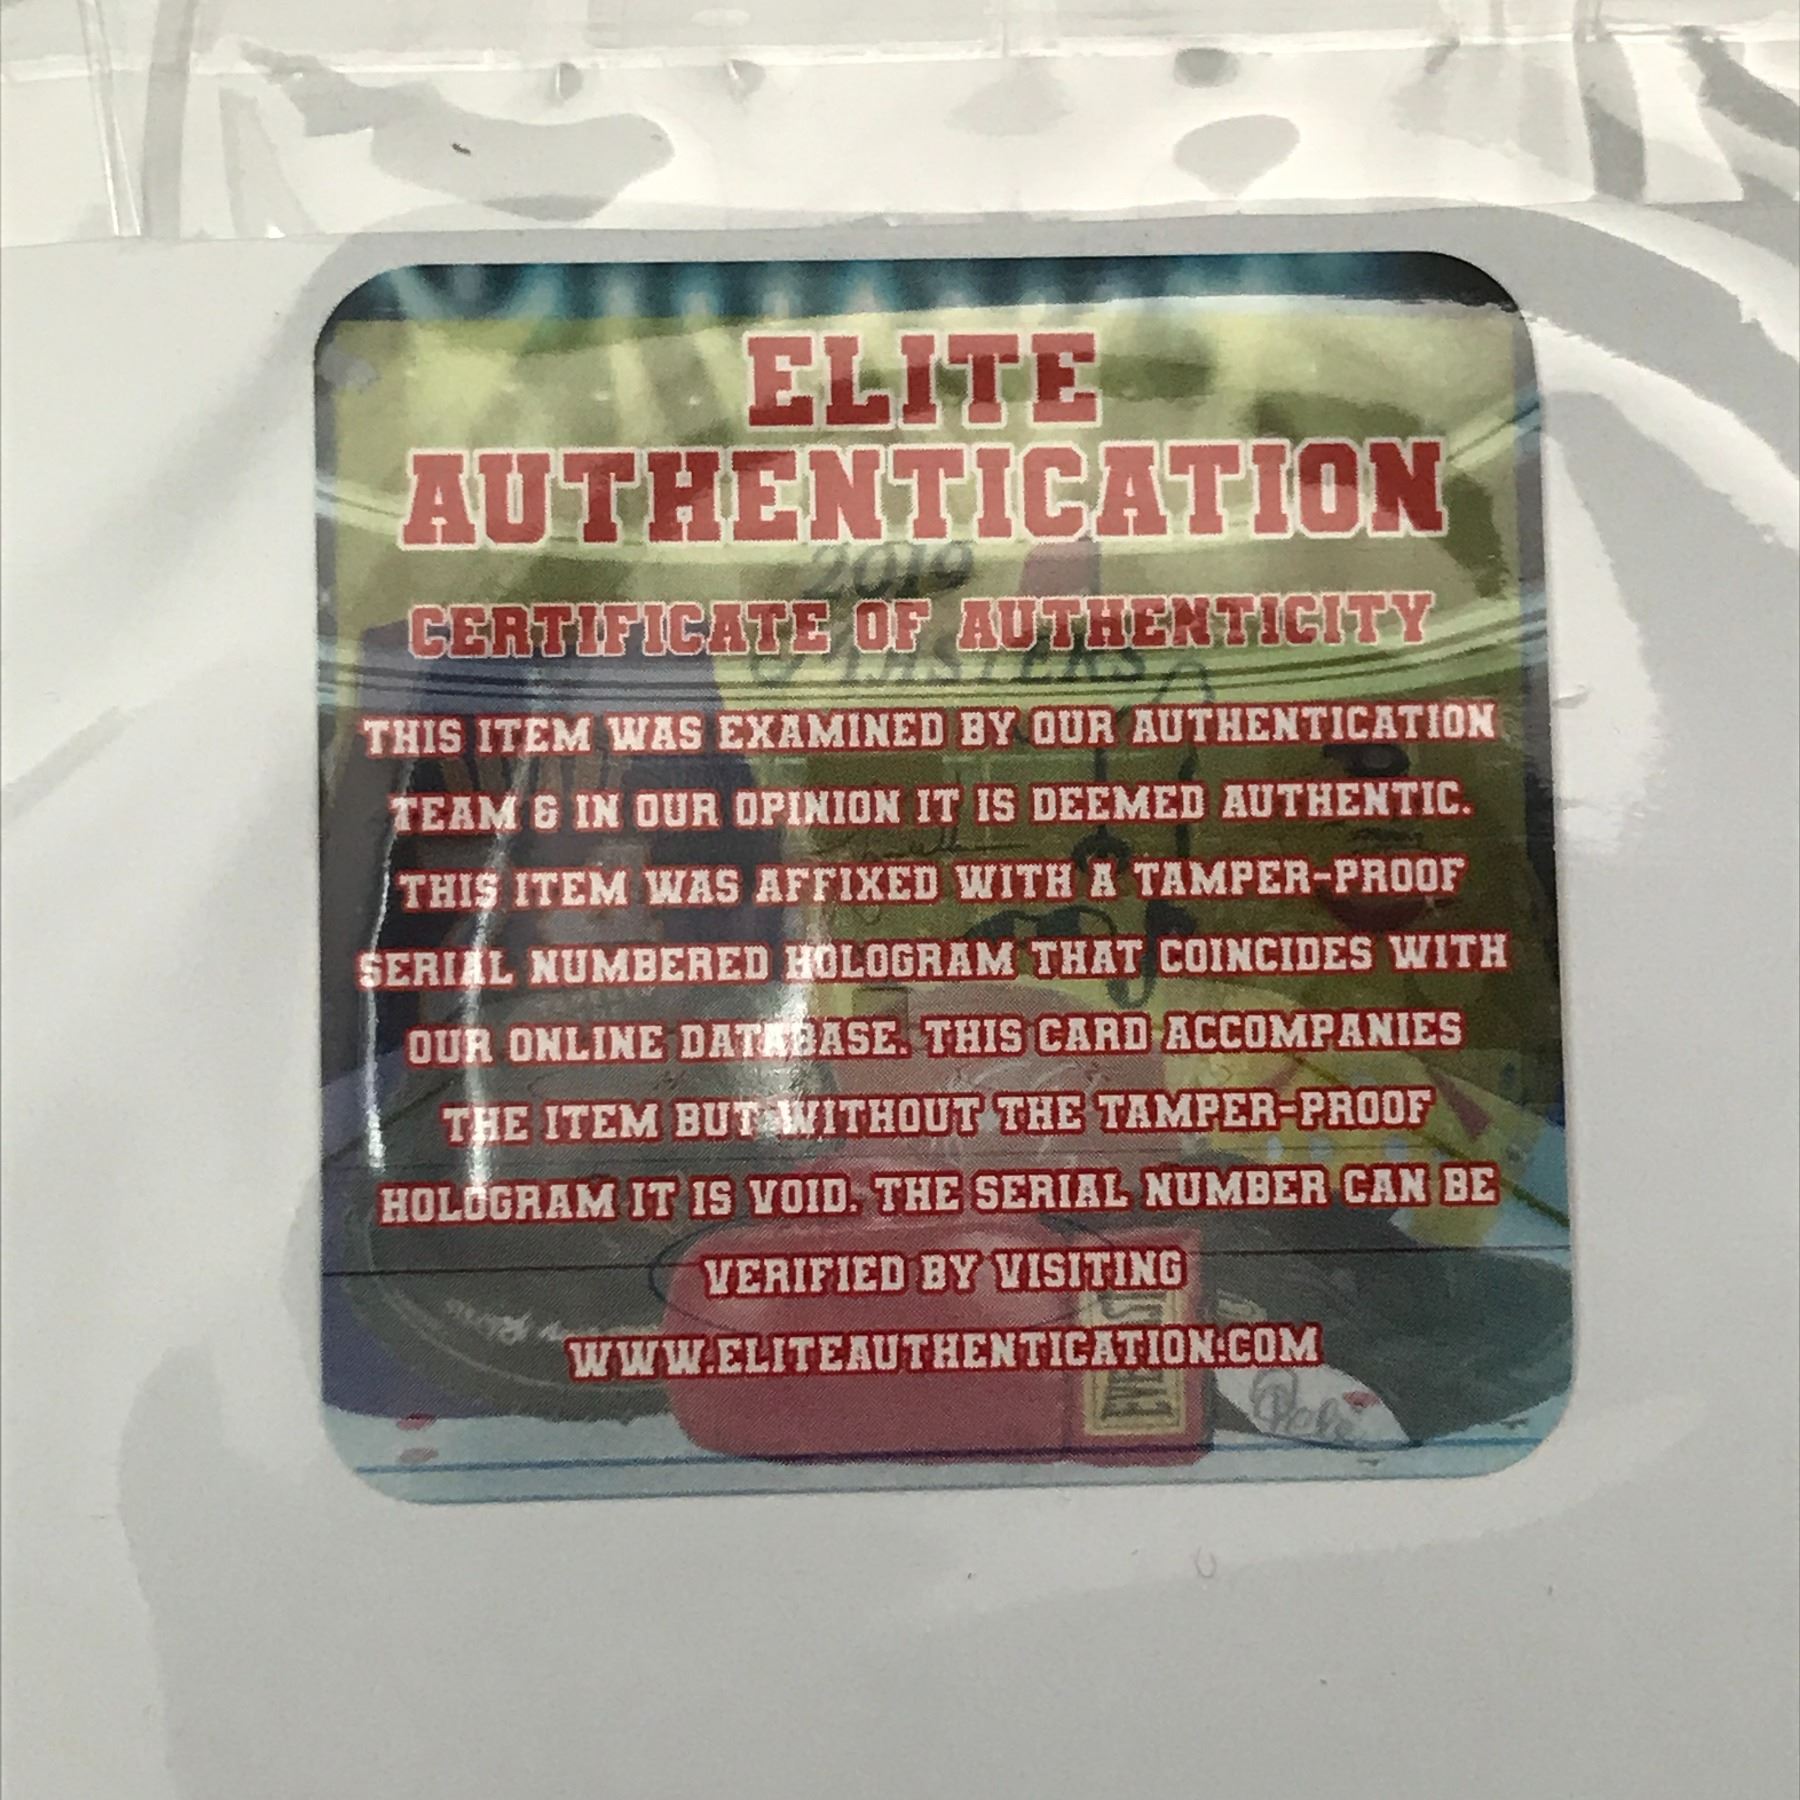 ELITE
AUTHENTICATION
2019
CERTIFICATE OF AUTHENTICITY
MASTERS
THIS ITEM WAS EXAMINED BY OUR AUTHENTICATION
TEAM & IN OUR OPINION IT IS DEEMED AUTHENTIC.
THIS ITEM WAS AFFIXED WITH A TAMPER-PROOF
SERIAL NUMBERED HOLOGRAM THAT COINCIDES WITH
OUR ONLINE DATABASE. THIS CARD ACCOMPANIES
THE ITEM BUT WITHOUT THE TAMPER-PROOF
HOLOGRAM IT IS VOID. THE SERIAL NUMBER CAN BE
VERIFIED BY VISITING
WWW.ELITEAUTHENTICATION.COM